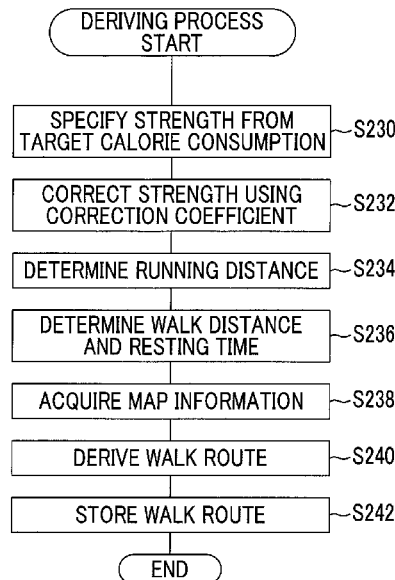 DERIVING PROCESS
START
SPECIFY STRENGTH FROM
TARGET CALORIE CONSUMPTION
S230
CORRECT STRENGTH USING
CORRECTION COEFFICIENT
S232
DETERMINE RUNNING DISTANCE
S234
DETERMINE WALK DISTANCE
AND RESTING TIME
S236
ACQUIRE MAP INFORMATION
S238
DERIVE WALK ROUTE
S240
STORE WALK ROUTE
S242
END